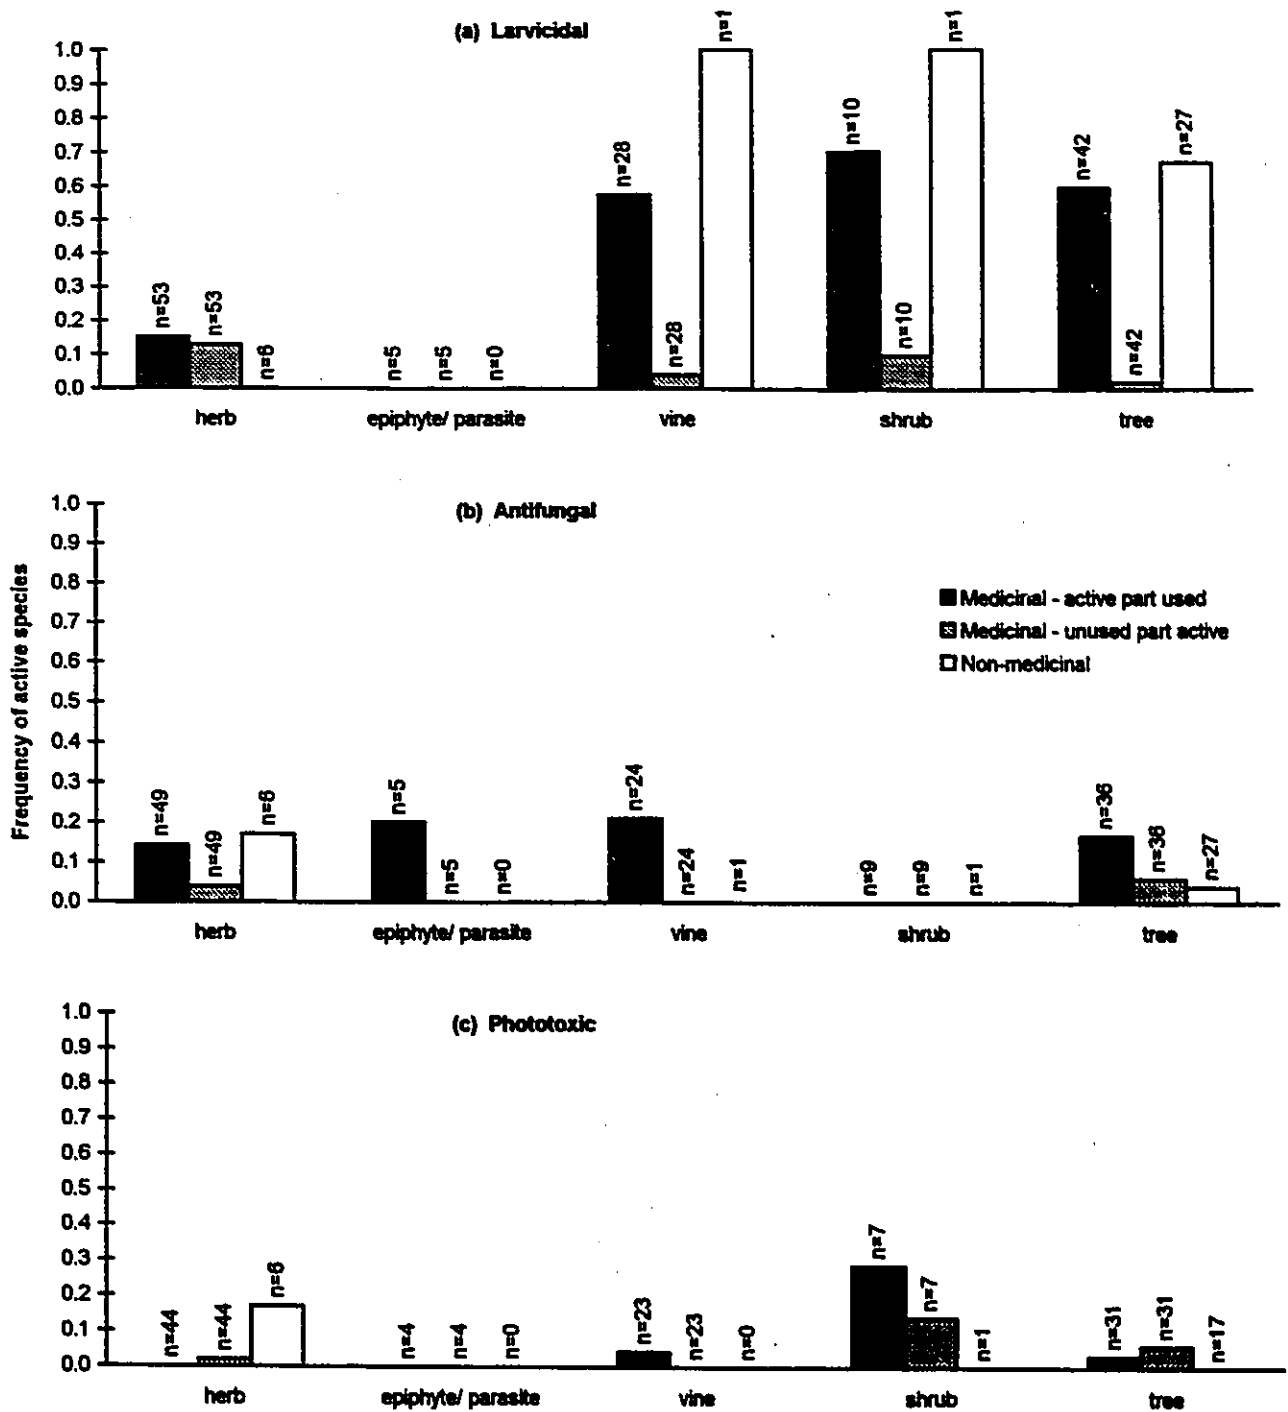 (a) Larvicidal
1.0
0.9
0.8
0.7
0.6
0.5
0.4
0.3
0.2
0.1
0.0
n=53
n=53
n=6
n=5
n=5
n=0
n=28
n=28
n=1
n=10
n=10
n=1
n=42
n=42
n=27
herb
epiphyte/ parasite
vine
shrub
tree
Frequency of active species
(b) Antifungal
1.0
0.9
0.8
0.7
0.6
0.5
0.4
0.3
0.2
0.1
0.0
Medicinal - active part used
Medicinal - unused part active
Non-medicinal
n=49
n=49
n=6
n=5
n=5
n=0
n=24
n=24
n=1
n=9
n=9
n=1
n=36
n=36
n=27
herb
epiphyte/ parasite
vine
shrub
tree
(c) Phototoxic
1.0
0.9
0.8
0.7
0.6
0.5
0.4
0.3
0.2
0.1
0.0
n=44
n=44
n=6
n=4
n=4
n=0
n=23
n=23
n=0
n=7
n=7
n=1
n=31
n=31
n=17
herb
epiphyte/ parasite
vine
shrub
tree